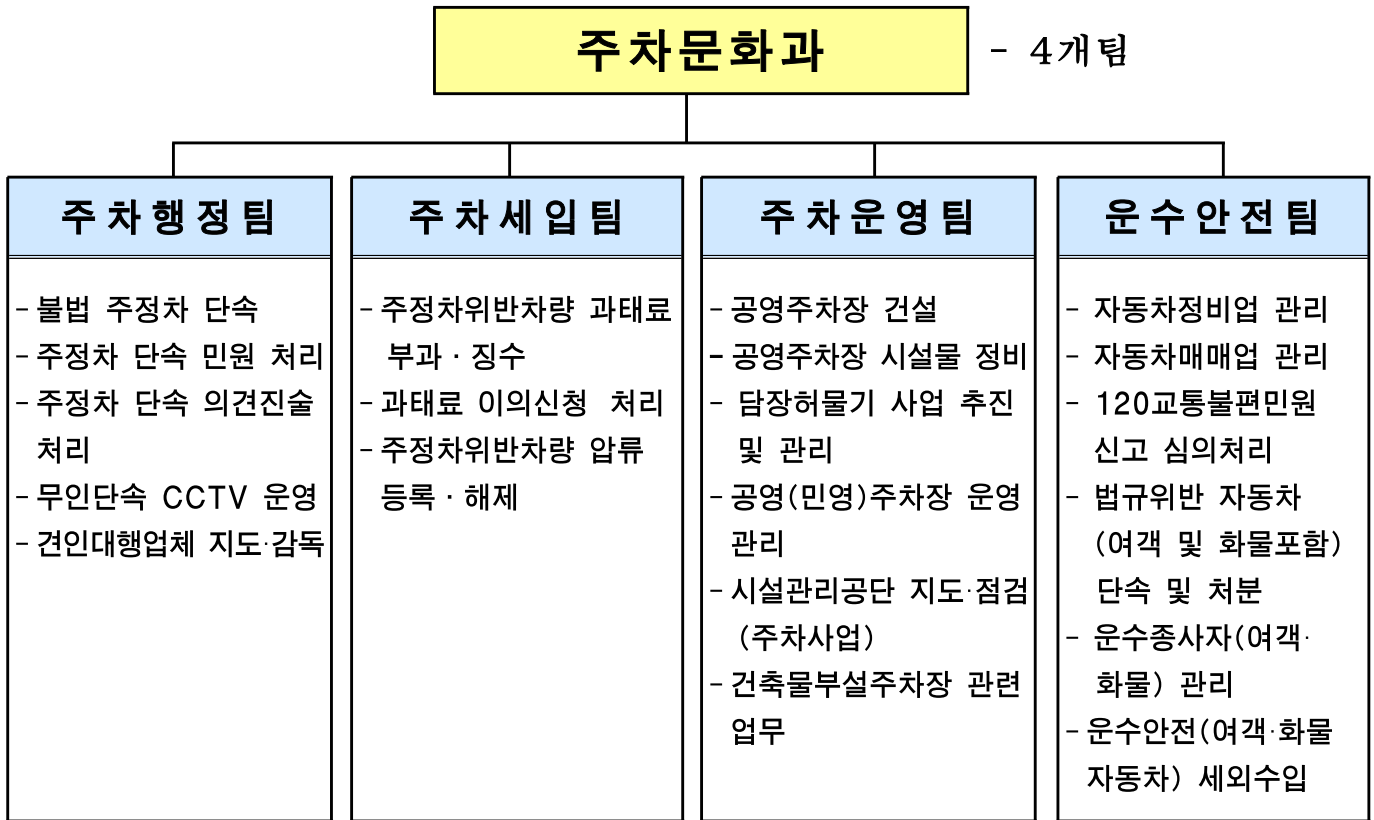 주차문화과
- 4개팀
주차행정팀
- 불법 주정차 단속
- 주정차 단속 민원 처리
- 주정차 단속 의견진술
처리
- 무인단속 CCTV 운영
- 견인대행업체 지도·감독
주차세입팀
- 주정차위반차량 과태료
부과 · 징수
- 과태료 이의신청 처리
- 주정차위반차량 압류
등록 · 해제
주차운영팀
- 공영주차장 건설
- 공영주차장 시설물 정비
- 담장허물기 사업 추진
및 관리
- 공영(민영)주차장 운영
관리
- 시설관리공단 지도·점검
(주차사업)
- 건축물부설주차장 관련
업무
운수안전팀
- 자동차정비업 관리
- 자동차매매업 관리
- 120교통불편민원
신고 심의처리
- 법규위반 자동차
(여객 및 화물포함)
단속 및 처분
- 운수종사자(여객·
화물) 관리
- 운수안전(여객·화물
자동차) 세외수입